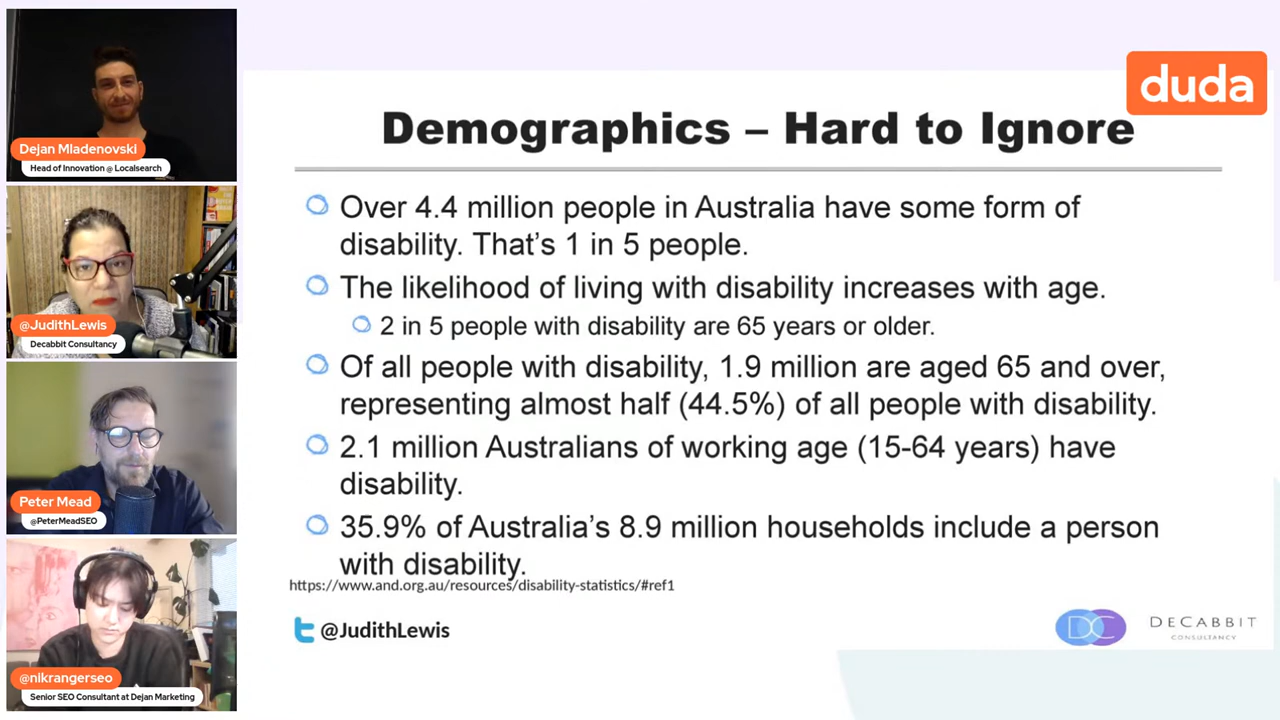 Dejan Mladenovski
Head of Innovation @ Localsearch
@JudithLewis
Decabbit Consultancy
Peter Mead
@PeterMeadSEO
@nikrangerseo
Senior SEO Consultant at Dejan Marketing
duda
Demographics – Hard to Ignore
Over 4.4 million people in Australia have some form of
disability. That's 1 in 5 people.
The likelihood of living with disability increases with age.
2 in 5 people with disability are 65 years or older.
Of all people with disability, 1.9 million are aged 65 and over,
representing almost half (44.5%) of all people with disability.
2.1 million Australians of working age (15-64 years) have
disability.
35.9% of Australia's 8.9 million households include a person
with disability.
https://www.and.org.au/resources/disability-statistics/#ref1
@JudithLewis
DC
DECABBIT
CONSULTANCY